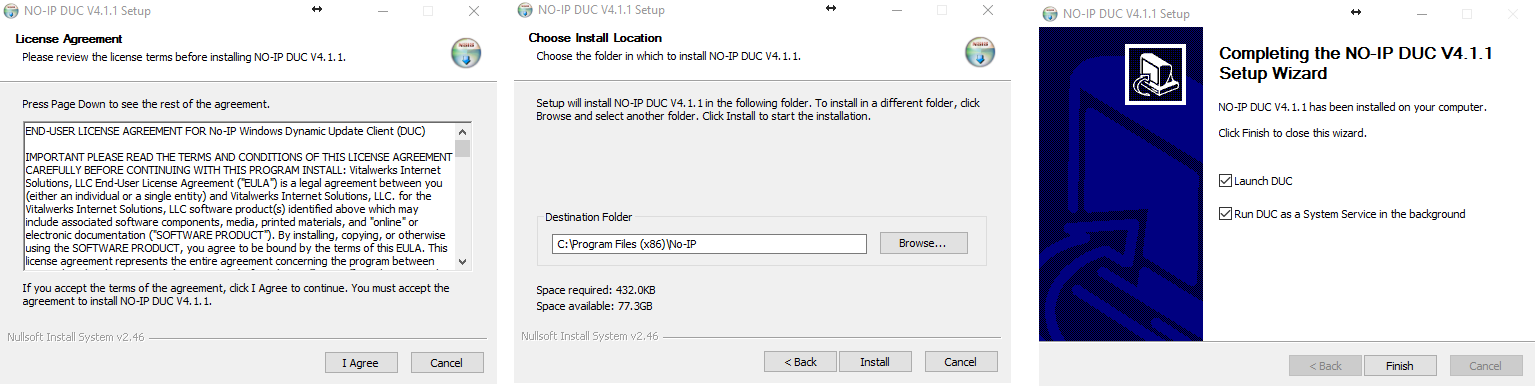 NO-IP DUC V4.1.1 Setup
License Agreement
Please review the license terms before installing NO-IP DUC V4.1.1.
Press Page Down to see the rest of the agreement.
END-USER LICENSE AGREEMENT FOR No-IP Windows Dynamic Update Client (DUC)
IMPORTANT PLEASE READ THE TERMS AND CONDITIONS OF THIS LICENSE AGREEMENT
CAREFULLY BEFORE CONTINUING WITH THIS PROGRAM INSTALL: Vitalwerks Internet
Solutions, LLC End-User License Agreement ("EULA") is a legal agreement between you
(either an individual or a single entity) and Vitalwerks Internet Solutions, LLC. for the
Vitalwerks Internet Solutions, LLC software product(s) identified above which may
include associated software components, media, printed materials, and "online" or
electronic documentation ("SOFTWARE PRODUCT"). By installing, copying, or otherwise
using the SOFTWARE PRODUCT, you agree to be bound by the terms of this EULA. This
license agreement represents the entire agreement concerning the program between
If you accept the terms of the agreement, click I Agree to continue. You must accept the
agreement to install NO-IP DUC V4.1.1.
Nullsoft Install System v2.46
I Agree
Cancel
NO-IP DUC V4.1.1 Setup
Choose Install Location
Choose the folder in which to install NO-IP DUC V4.1.1.
Setup will install NO-IP DUC V4.1.1 in the following folder. To install in a different folder, click
Browse and select another folder. Click Install to start the installation.
Destination Folder
C:\Program Files (x86)\No-IP
Browse...
Space required: 432.0KB
Space available: 77.3GB
Nullsoft Install System v2.46
< Back
Install
Cancel
NO-IP DUC V4.1.1 Setup
Completing the NO-IP DUC V4.1.1
Setup Wizard
NO-IP DUC V4.1.1 has been installed on your computer.
Click Finish to close this wizard.
Launch DUC
Run DUC as a System Service in the background
< Back
Finish
Cancel